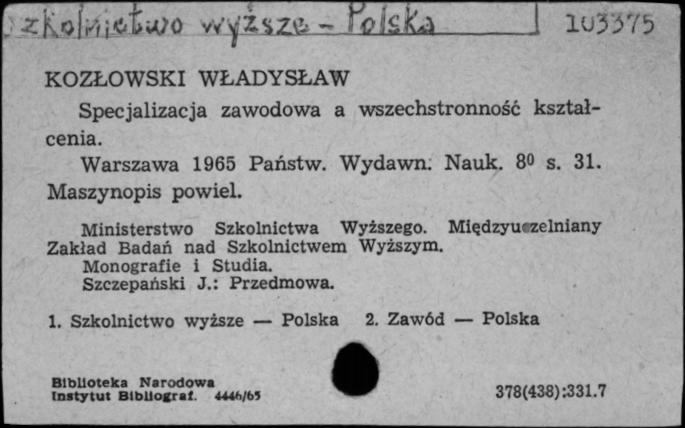 Szkolnictwo wyższe - Polska 103375
KOZŁOWSKI WŁADYSŁAW
Specjalizacja zawodowa a wszechstronność kształ-
cenia.
Warszawa 1965 Państw. Wydawn. Nauk. 8⁰ s. 31.
Maszynopis powiel.
Ministerstwo Szkolnictwa Wyższego. Międzyuczelniany
Zakład Badań nad Szkolnictwem Wyższym.
Monografie i Studia.
Szczepański J.: Przedmowa.
1. Szkolnictwo wyższe — Polska 2. Zawód — Polska
Biblioteka Narodowa
Instytut Bibliograf. 4446/65 378(438):331.7